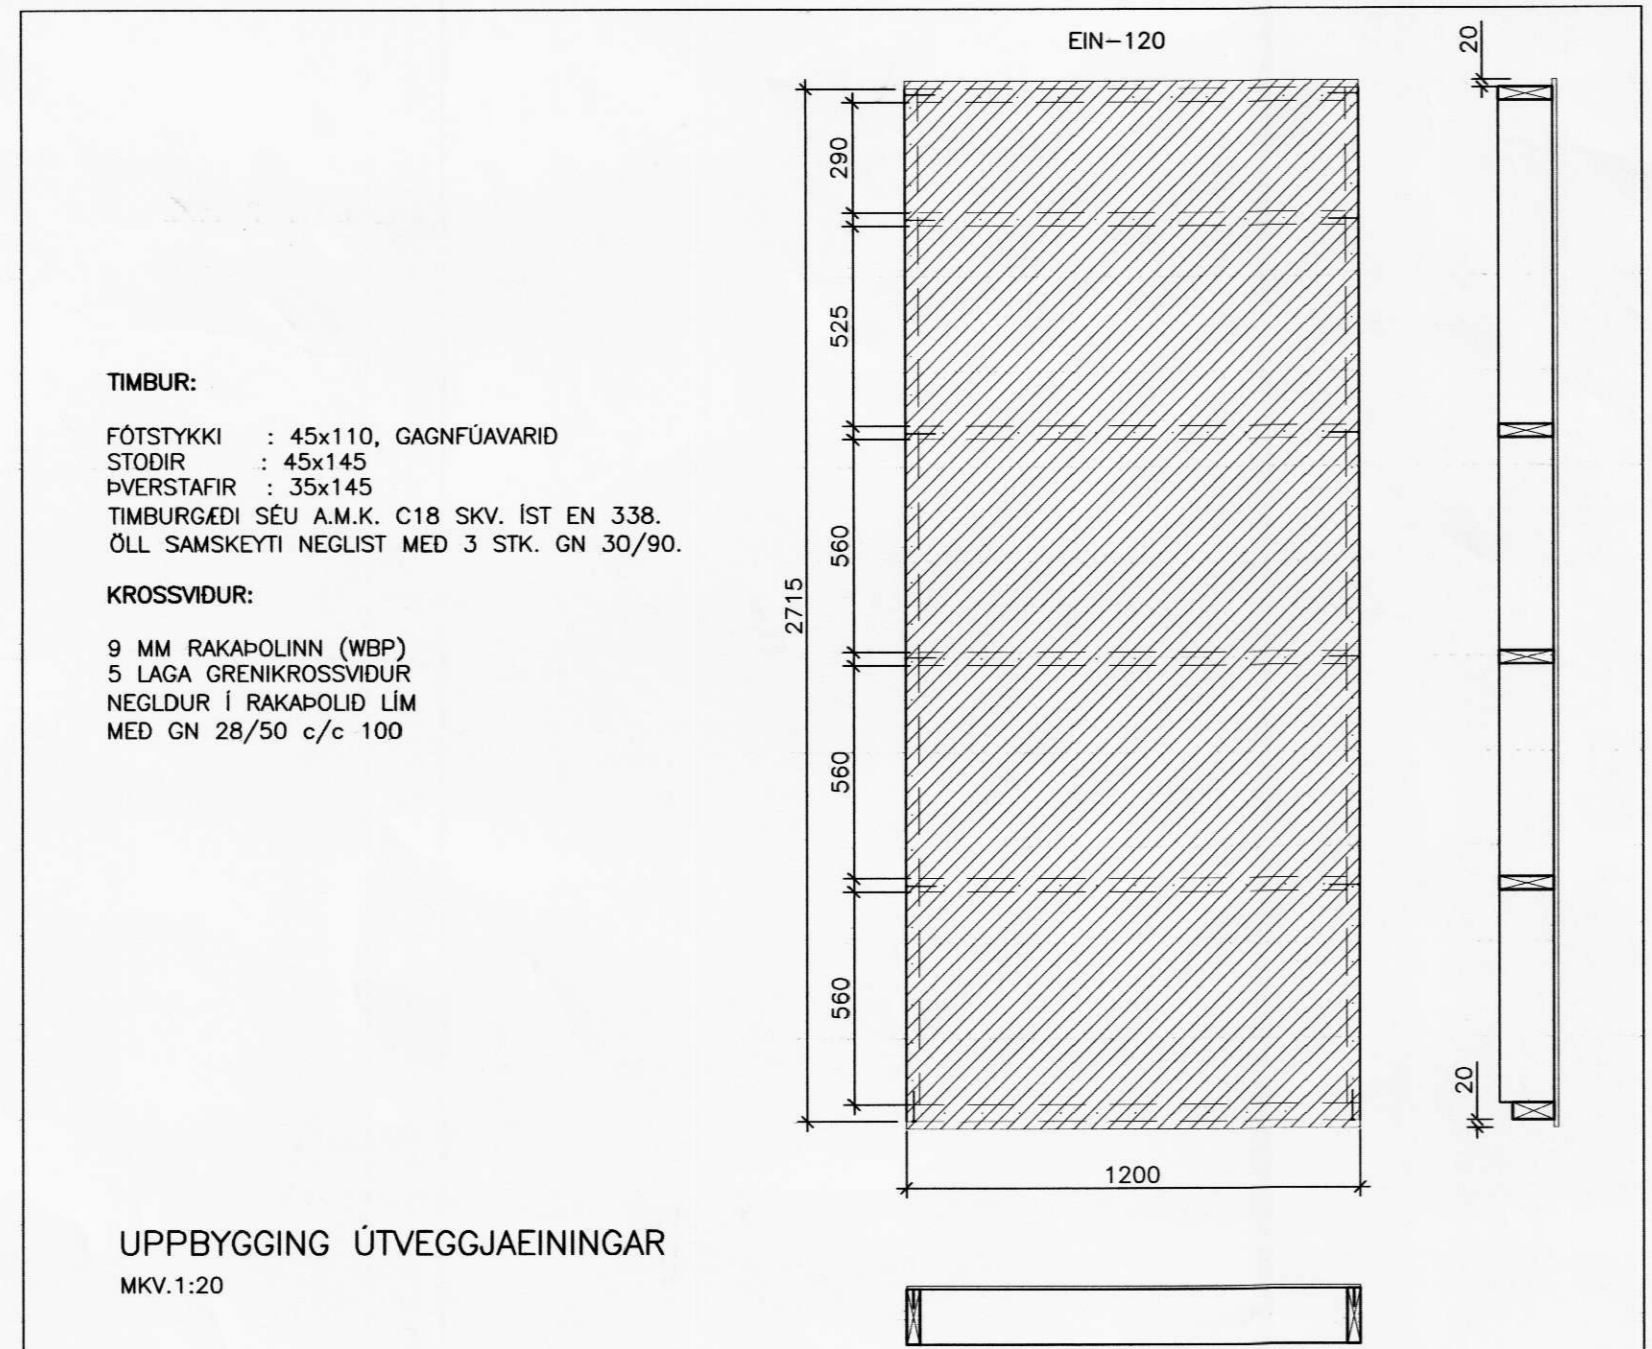 EIN-120
20
290
525
TIMBUR:
FÓTSTYKKI : 45x110, GAGNFÚAVARIÐ
STOÐIR : 45x145
ÞVERSTAFIR : 35x145
TIMBURGÆÐI SÉU A.M.K. C18 SKV. ÍST EN 338.
ÖLL SAMSKEYTI NEGLIST MEÐ 3 STK. GN 30/90.
560
2715
KROSSVIÐUR:
9 MM RAKAÞOLINN (WBP)
5 LAGA GRENIKROSSVIÐUR
NEGLDUR Í RAKAÞOLIÐ LÍM
MEÐ GN 28/50 c/c 100
560
560
20
1200
UPPBYGGING ÚTVEGGJAEININGAR
MKV.1:20